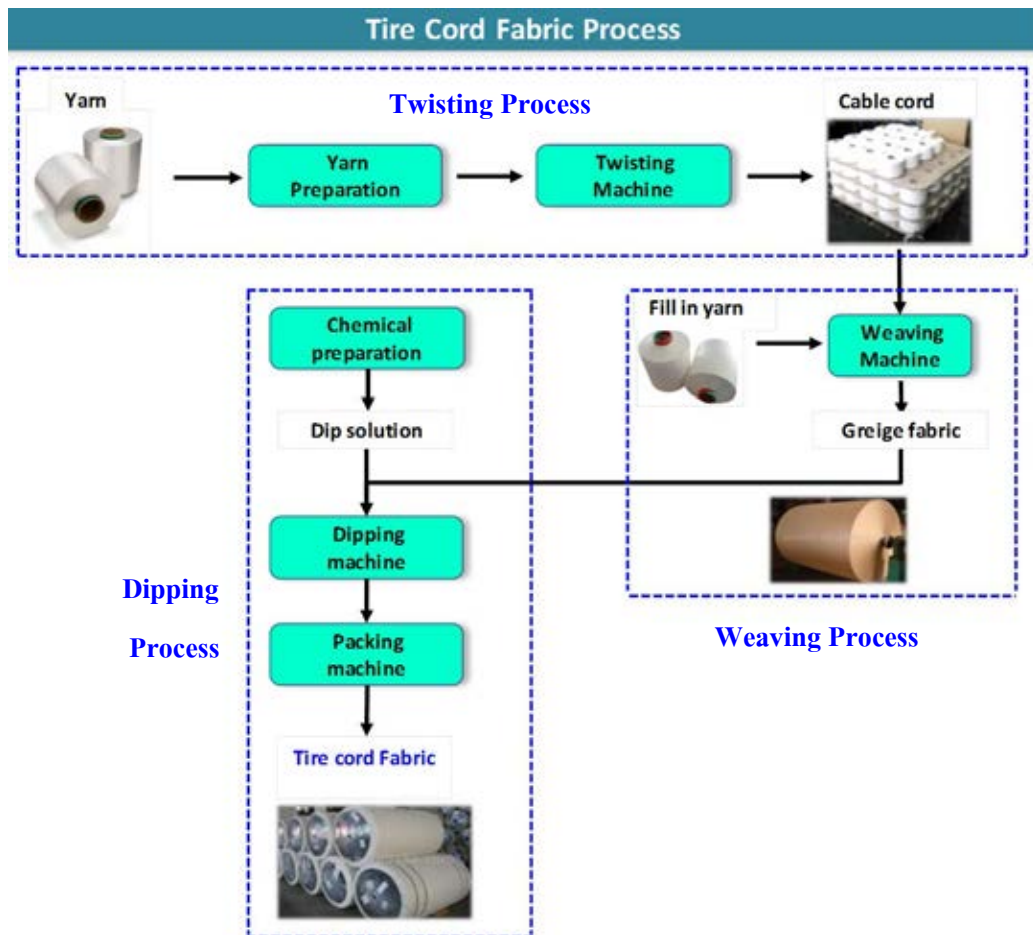 Tire Cord Fabric Process
Yarn
Twisting Process
Cable cord
Yarn
Preparation
Twisting
Machine
Fill in yarn
Weaving
Machine
Greige fabric
Weaving Process
Chemical
preparation
Dip solution
Dipping
machine
Dipping
Process
Packing
machine
Tire cord Fabric